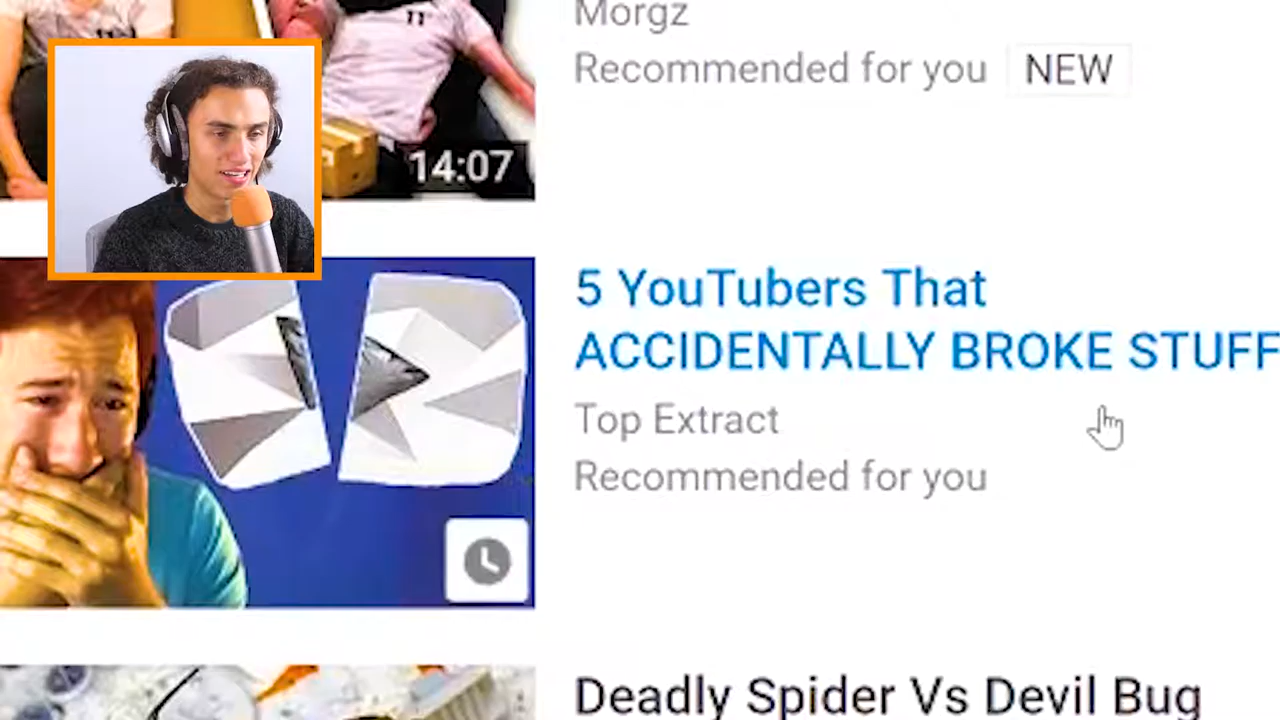 Morgz
Recommended for you NEW
14:07
5 YouTubers That
ACCIDENTALLY BROKE STUFF
Top Extract
Recommended for you
Deadly Spider Vs Devil Bug